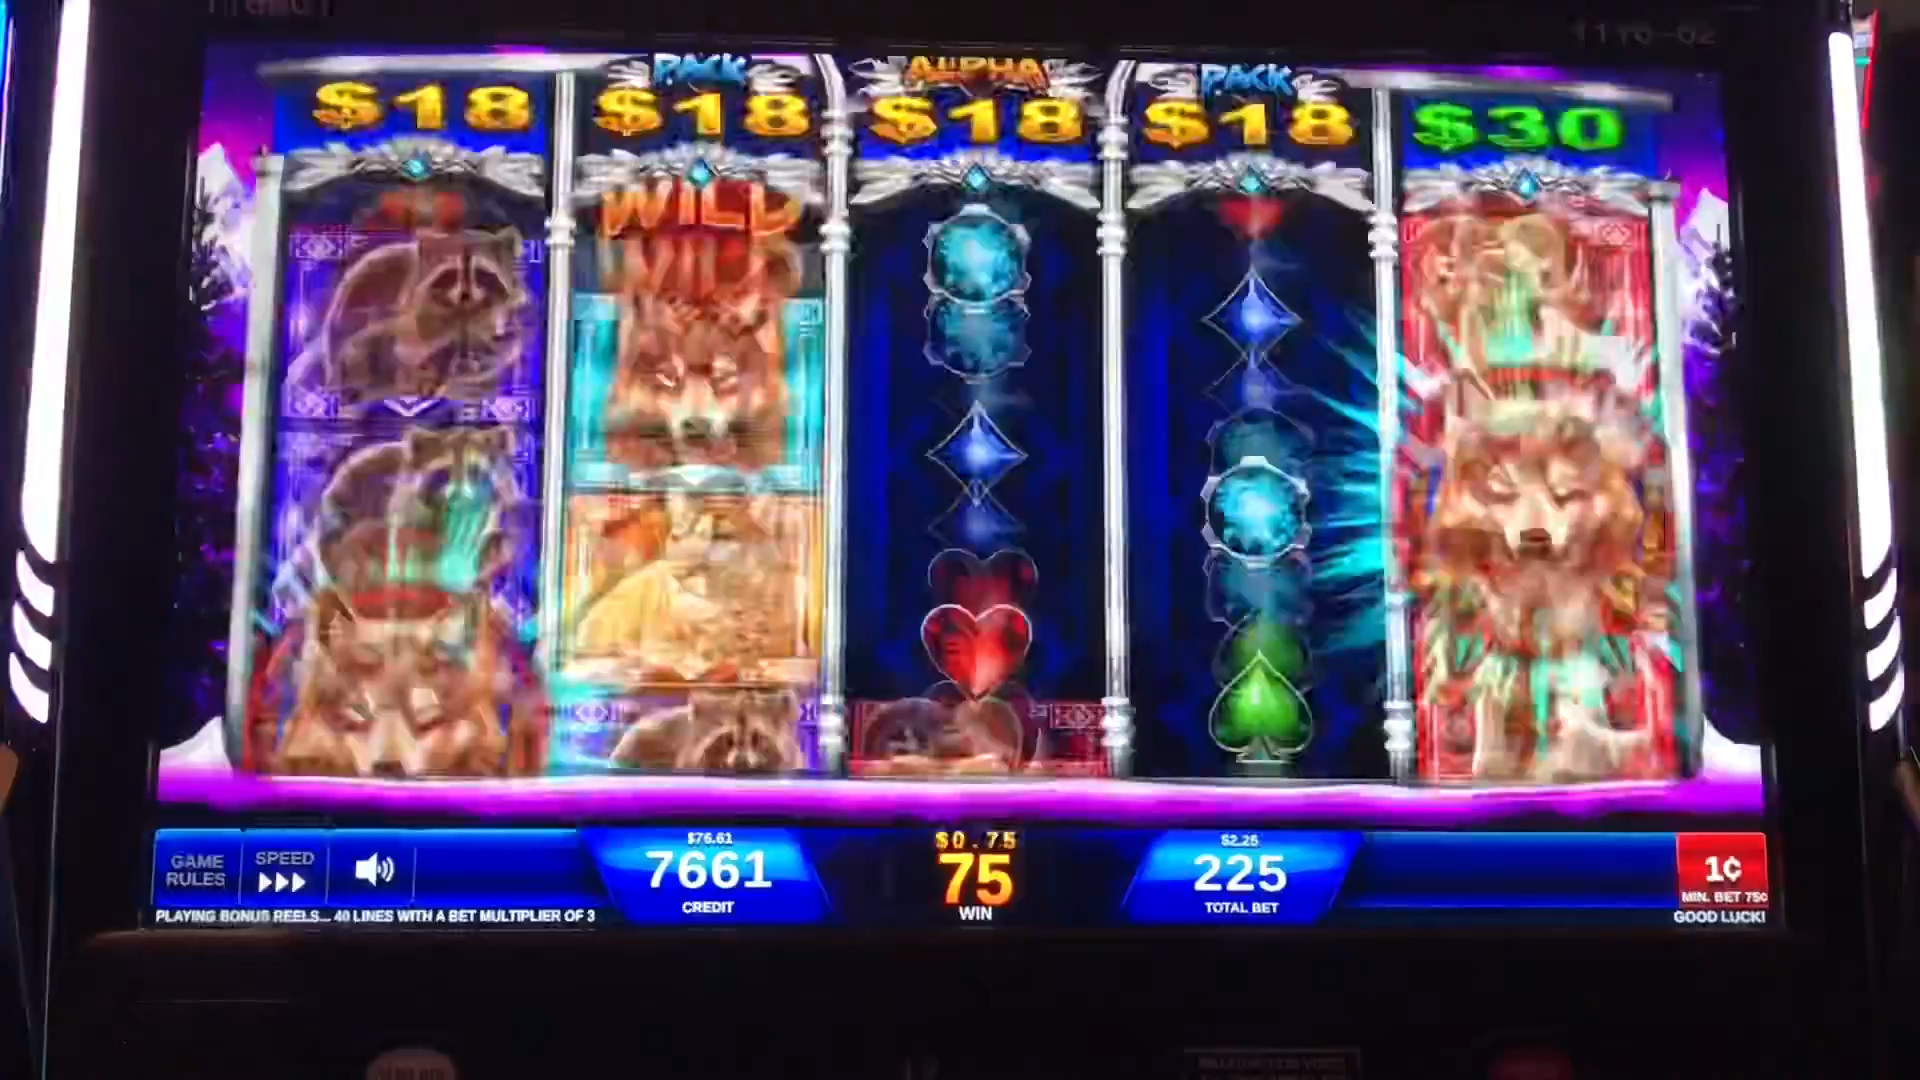 1116-02
PACK
ALPHA
PACK
$18
$18
$18
$18
$30
WILD
GAME
RULES
SPEED
$76.61
7661
CREDIT
$0.75
75
WIN
$2.25
225
TOTAL BET
1¢
MIN. BET 75¢
PLAYING BONUS REELS... 40 LINES WITH A BET MULTIPLIER OF 3
GOOD LUCK!